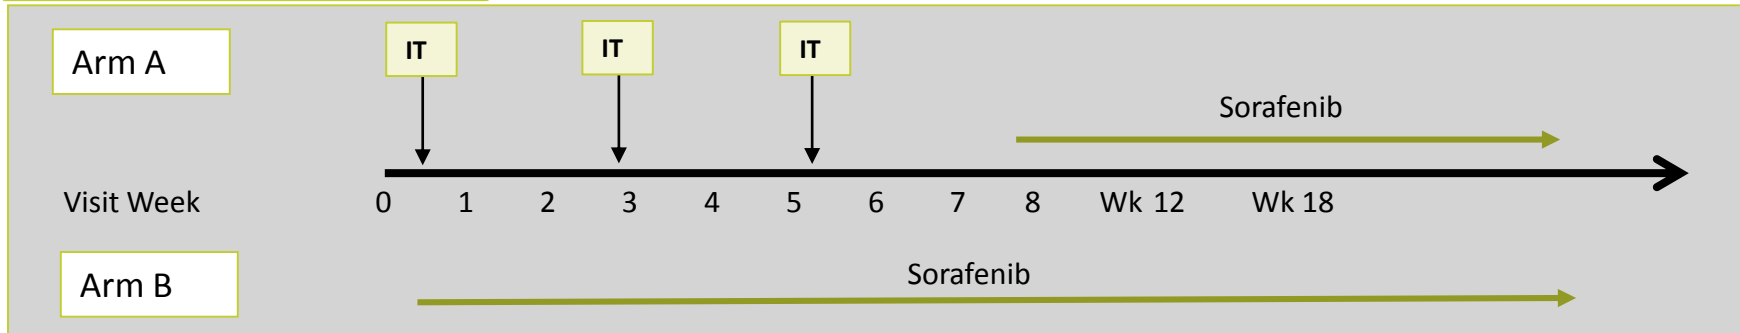 Arm A
IT IT IT
Sorafenib
Visit Week 0 1 2 3 4 5 6 7 8 Wk 12 Wk 18
Sorafenib
Arm B